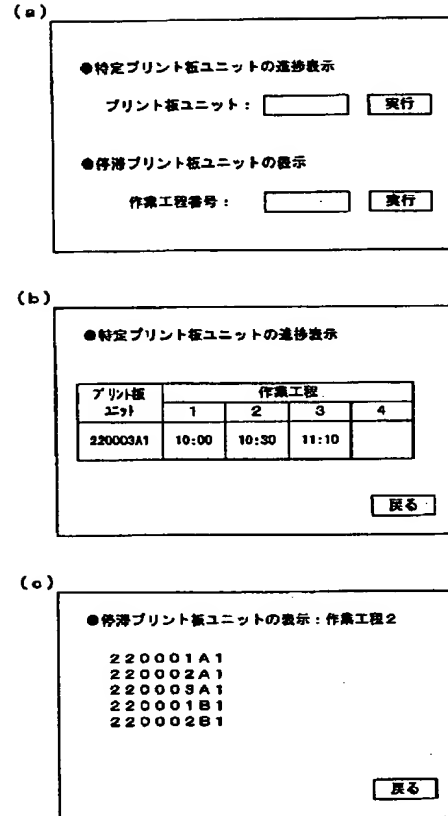 (a)
●特定プリント板ユニットの進捗表示
プリント板ユニット： 実行
●停滞プリント板ユニットの表示
作業工程番号： 実行
(b)
●特定プリント板ユニットの進捗表示
プリント板ユニット 作業工程
1 2 3 4
220003A1 10:00 10:30 11:10
戻る
(c)
●停滞プリント板ユニットの表示：作業工程2
220001A1
220002A1
220003A1
220001B1
220002B1
戻る